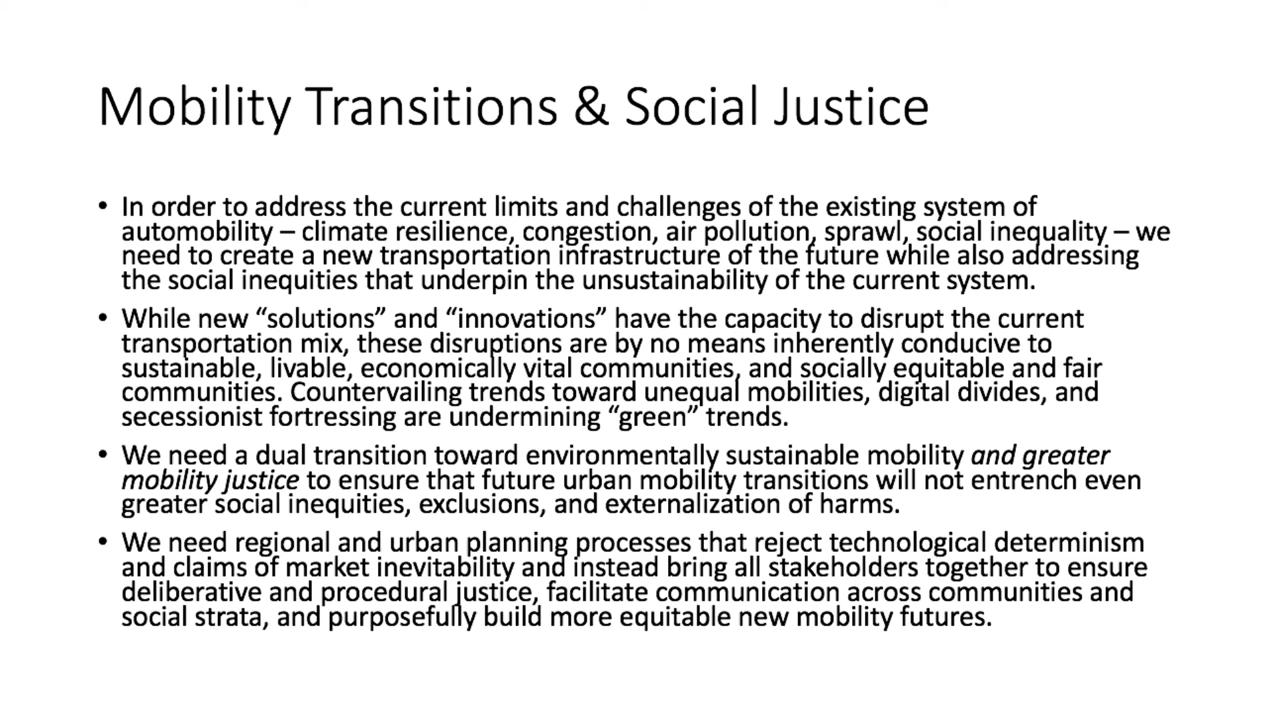 Mobility Transitions & Social Justice
• In order to address the current limits and challenges of the existing system of
automobility – climate resilience, congestion, air pollution, sprawl, social inequality – we
need to create a new transportation infrastructure of the future while also addressing
the social inequities that underpin the unsustainability of the current system.
• While new “solutions” and “innovations” have the capacity to disrupt the current
transportation mix, these disruptions are by no means inherently conducive to
sustainable, livable, economically vital communities, and socially equitable and fair
communities. Countervailing trends toward unequal mobilities, digital divides, and
secessionist fortressing are undermining “green” trends.
• We need a dual transition toward environmentally sustainable mobility and greater
mobility justice to ensure that future urban mobility transitions will not entrench even
greater social inequities, exclusions, and externalization of harms.
• We need regional and urban planning processes that reject technological determinism
and claims of market inevitability and instead bring all stakeholders together to ensure
deliberative and procedural justice, facilitate communication across communities and
social strata, and purposefully build more equitable new mobility futures.